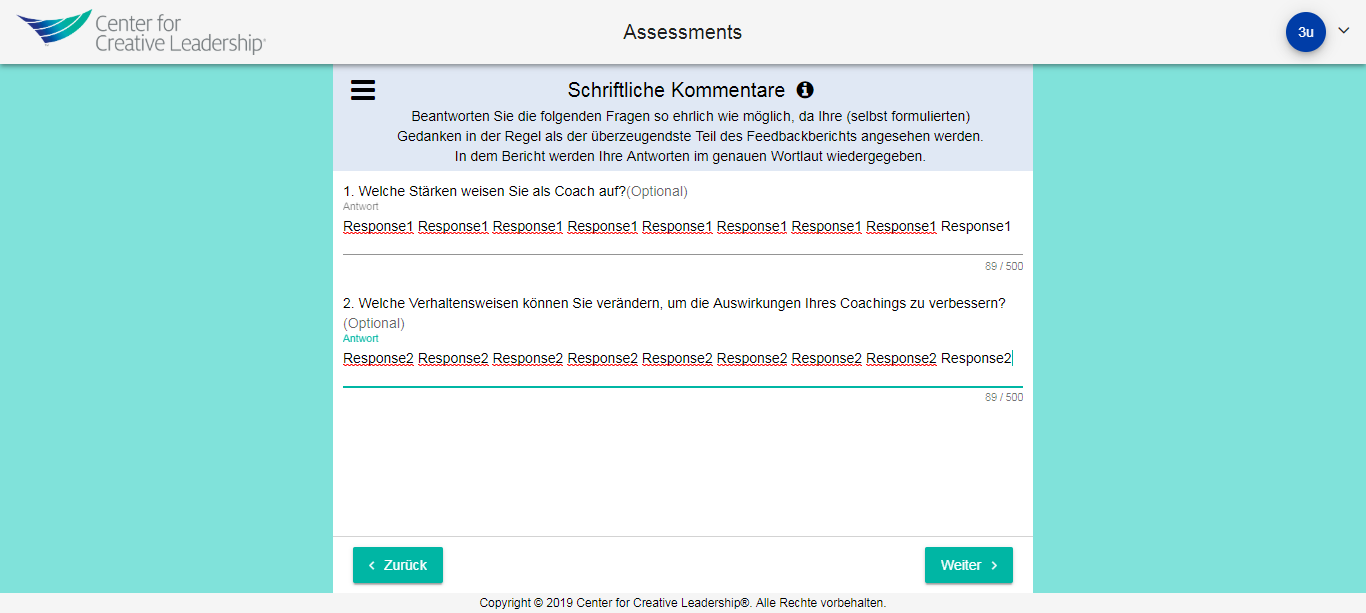 Center for
Creative Leadership®
Assessments
3u
Schriftliche Kommentare
Beantworten Sie die folgenden Fragen so ehrlich wie möglich, da Ihre (selbst formulierten)
Gedanken in der Regel als der überzeugendste Teil des Feedbackberichts angesehen werden.
In dem Bericht werden Ihre Antworten im genauen Wortlaut wiedergegeben.
1. Welche Stärken weisen Sie als Coach auf?(Optional)
Antwort
Response1 Response1 Response1 Response1 Response1 Response1 Response1 Response1 Response1
89 / 500
2. Welche Verhaltensweisen können Sie verändern, um die Auswirkungen Ihres Coachings zu verbessern?
(Optional)
Antwort
Response2 Response2 Response2 Response2 Response2 Response2 Response2 Response2 Response2
89 / 500
Zurück
Weiter
Copyright © 2019 Center for Creative Leadership®. Alle Rechte vorbehalten.